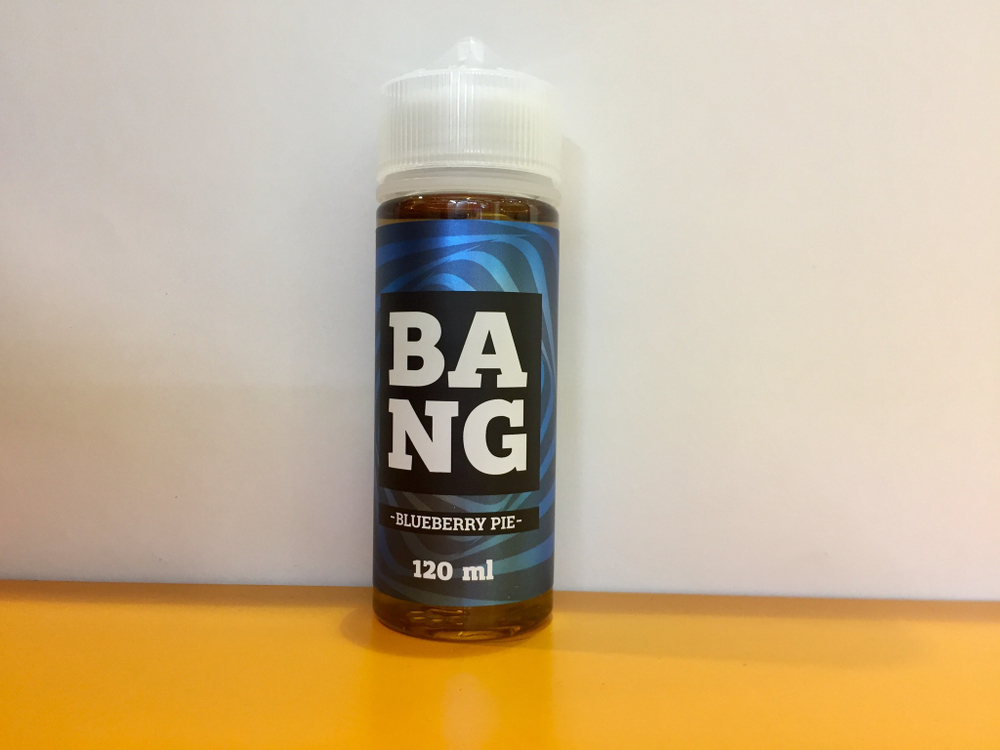 BA
NG
-BLUEBERRY PIE-
120 ml